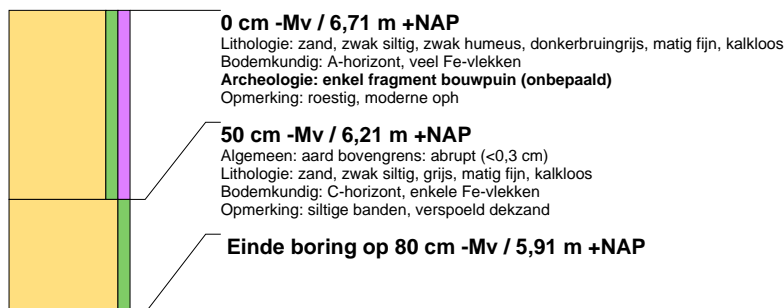 0 cm -Mv / 6,71 m +NAP
Lithologie: zand, zwak siltig, zwak humeus, donkerbruingrijs, matig fijn, kalkloos
Bodemkundig: A-horizont, veel Fe-vlekken
Archeologie: enkel fragment bouwpuin (onbepaald)
Opmerking: roestig, moderne oph
50 cm -Mv / 6,21 m +NAP
Algemeen: aard bovengrens: abrupt (<0,3 cm)
Lithologie: zand, zwak siltig, grijs, matig fijn, kalkloos
Bodemkundig: C-horizont, enkele Fe-vlekken
Opmerking: siltige banden, verspoeld dekzand
Einde boring op 80 cm -Mv / 5,91 m +NAP